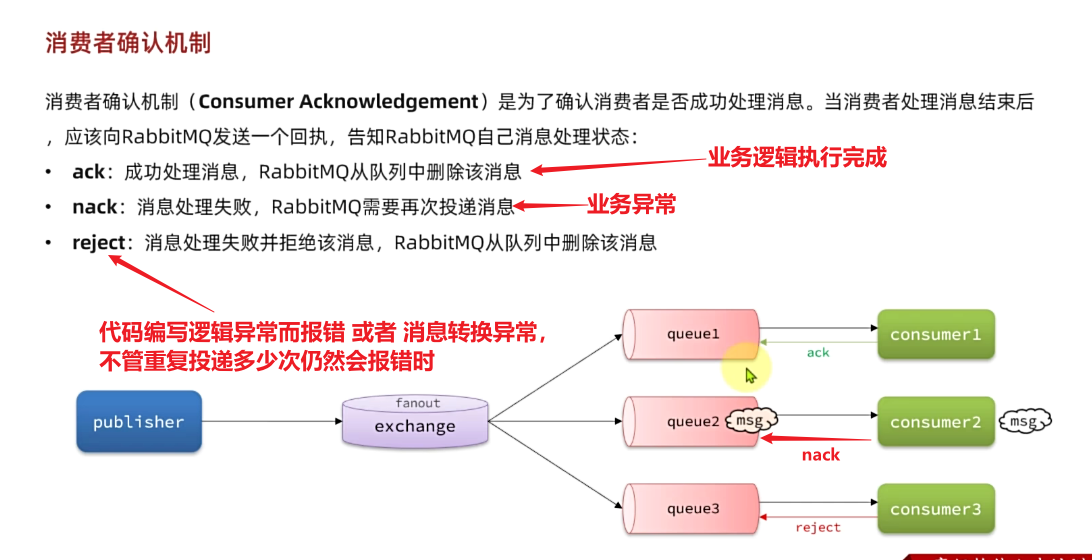 消费者确认机制
消费者确认机制（Consumer Acknowledgement）是为了确认消费者是否成功处理消息。当消费者处理消息结束后
，应该向RabbitMQ发送一个回执，告知RabbitMQ自己消息处理状态：
• ack：成功处理消息，RabbitMQ从队列中删除该消息
业务逻辑执行完成
• nack：消息处理失败，RabbitMQ需要再次投递消息
业务异常
• reject：消息处理失败并拒绝该消息，RabbitMQ从队列中删除该消息
代码编写逻辑异常而报错 或者 消息转换异常，
不管重复投递多少次仍然会报错时
publisher
fanout
exchange
queue1
ack
consumer1
queue2
msg
nack
consumer2
msg
queue3
reject
consumer3